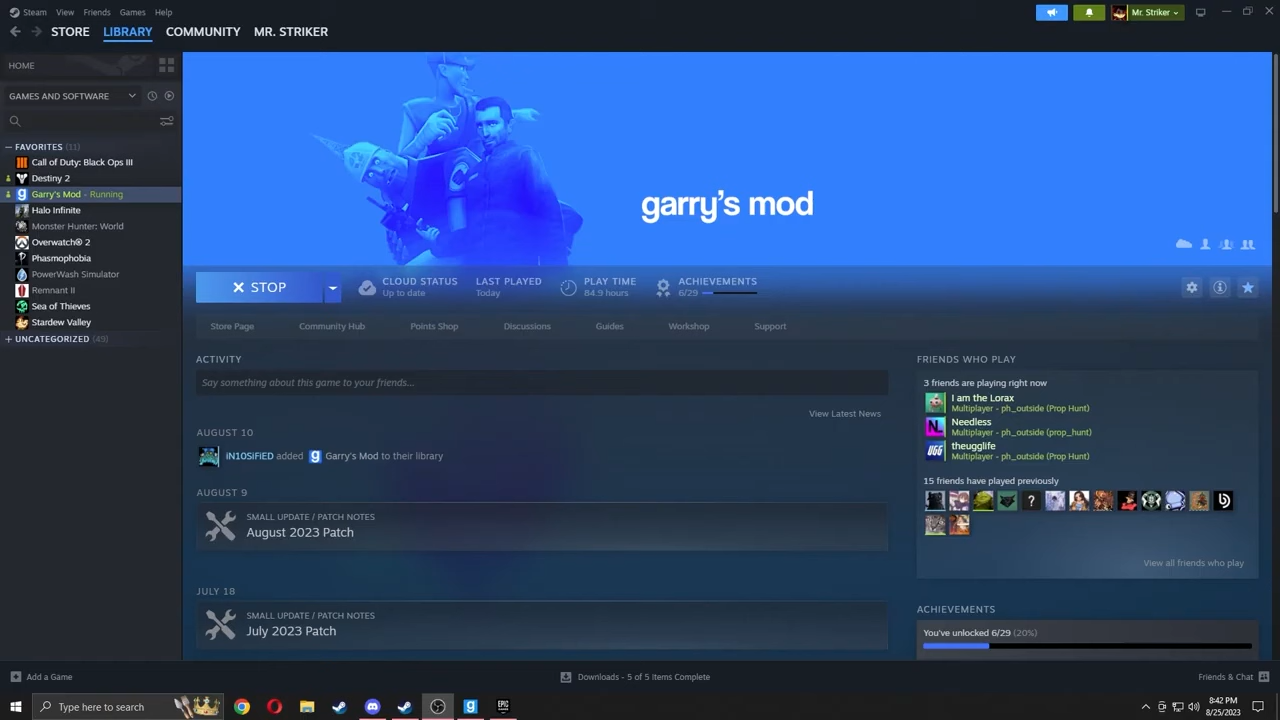 Steam View Friends Games Help
Mr. Striker
STORE LIBRARY COMMUNITY MR. STRIKER
HOME
GAMES AND SOFTWARE
FAVORITES (11)
Call of Duty: Black Ops III
Destiny 2
Garry's Mod - Running
Halo Infinite
Monster Hunter: World
Overwatch® 2
Phasmophobia
PowerWash Simulator
Remnant II
Sea of Thieves
Stardew Valley
UNCATEGORIZED (49)
garry's mod
STOP
CLOUD STATUS
Up to date
LAST PLAYED
Today
PLAY TIME
84.9 hours
ACHIEVEMENTS
6/29
Store Page Community Hub Points Shop Discussions Guides Workshop Support
ACTIVITY
Say something about this game to your friends...
View Latest News
AUGUST 10
iN10SiFiED added g Garry's Mod to their library
AUGUST 9
SMALL UPDATE / PATCH NOTES
August 2023 Patch
JULY 18
SMALL UPDATE / PATCH NOTES
July 2023 Patch
FRIENDS WHO PLAY
3 friends are playing right now
I am the Lorax
Multiplayer - ph_outside (Prop Hunt)
NL
Needless
Multiplayer - ph_outside (prop_hunt)
UGG
theugglife
Multiplayer - ph_outside (Prop Hunt)
15 friends have played previously
?
View all friends who play
ACHIEVEMENTS
You've unlocked 6/29 (20%)
Add a Game
Downloads - 5 of 5 Items Complete
Friends & Chat
Type here to search
g
EPIC
GAMES
8:42 PM
8/25/2023